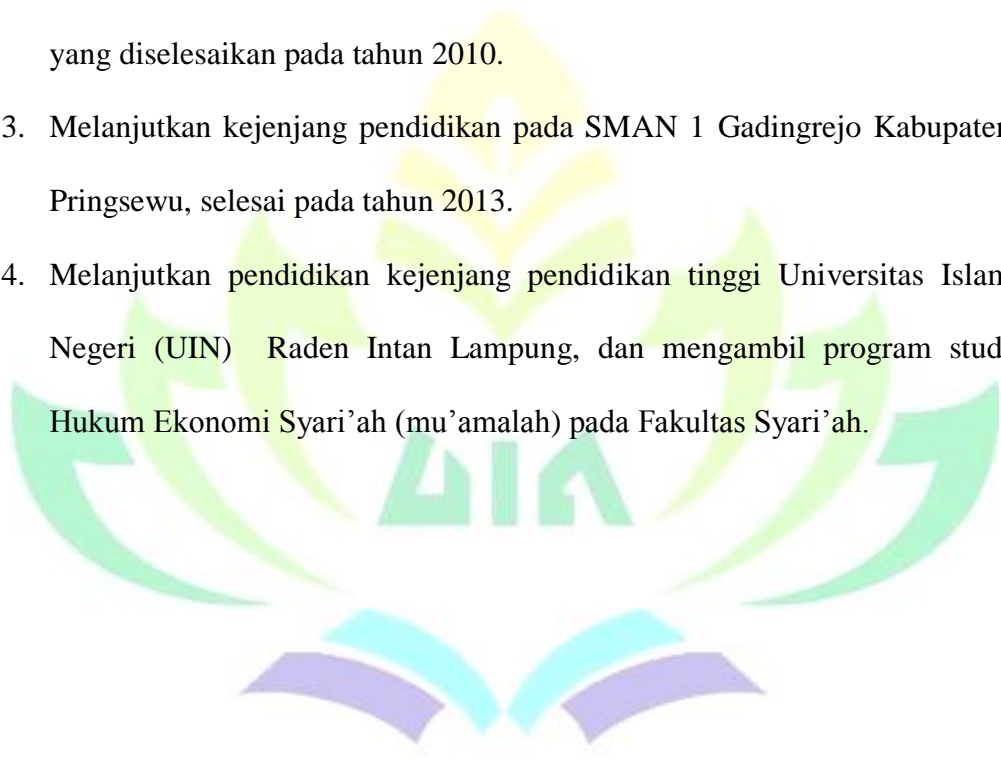 yang diselesaikan pada tahun 2010.
3. Melanjutkan kejenjang pendidikan pada SMAN 1 Gadingrejo Kabupaten
Pringsewu, selesai pada tahun 2013.
4. Melanjutkan pendidikan kejenjang pendidikan tinggi Universitas Islam
Negeri (UIN) Raden Intan Lampung, dan mengambil program stud
Hukum Ekonomi Syari’ah (mu’amalah) pada Fakultas Syari’ah.
UIN